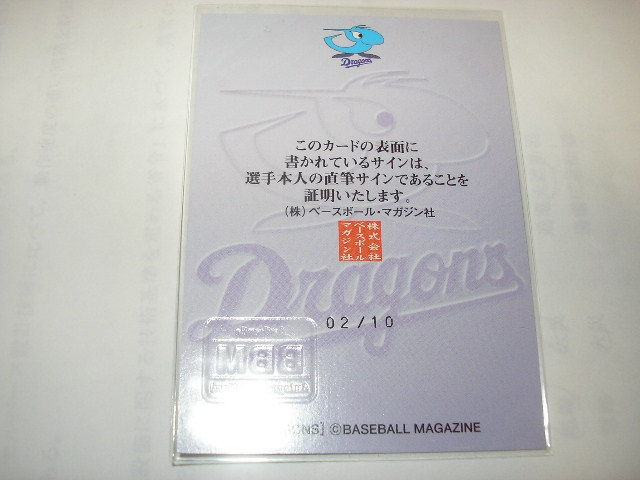 Dragons
このカードの表面に
書かれているサインは、
選手本人の直筆サインであることを
証明いたします。
(株)ベースボール・マガジン社
株式会社
ベースボール
マガジン社
Dragons
02/10
BBM
NS] ©BASEBALL MAGAZINE